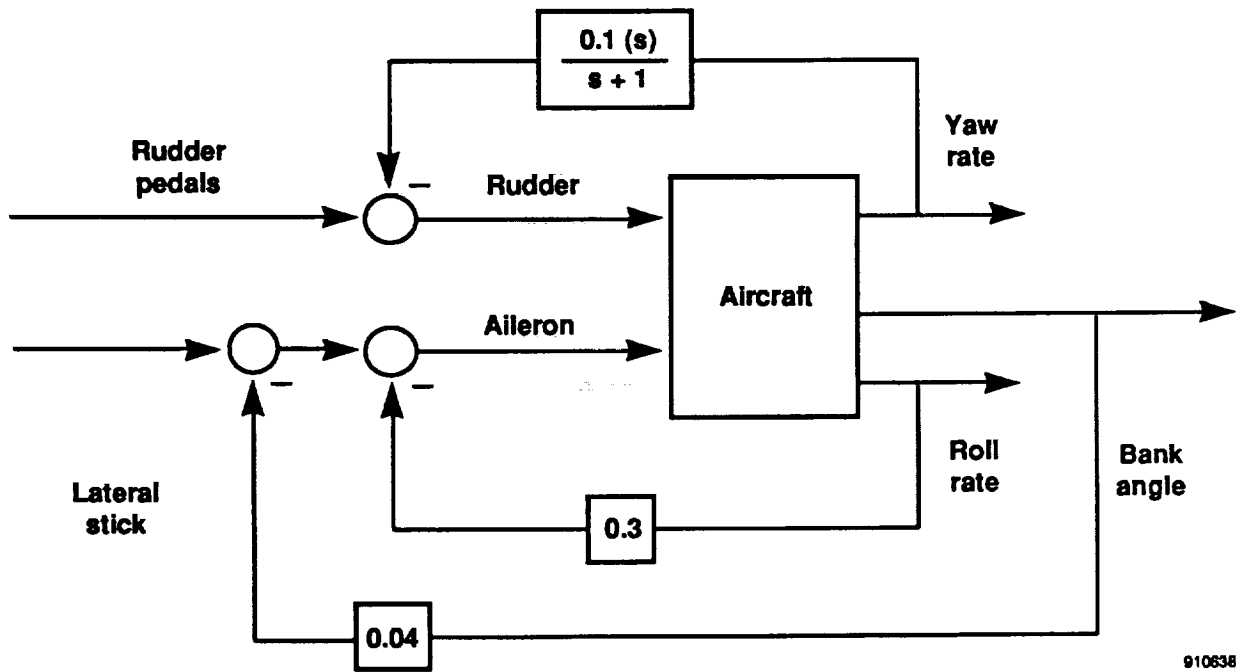 0.1 (s)
s + 1
Yaw
rate
Rudder
pedals
–
Rudder
Aircraft
Aileron
–
–
Roll
rate
Bank
angle
Lateral
stick
0.3
0.04
910638